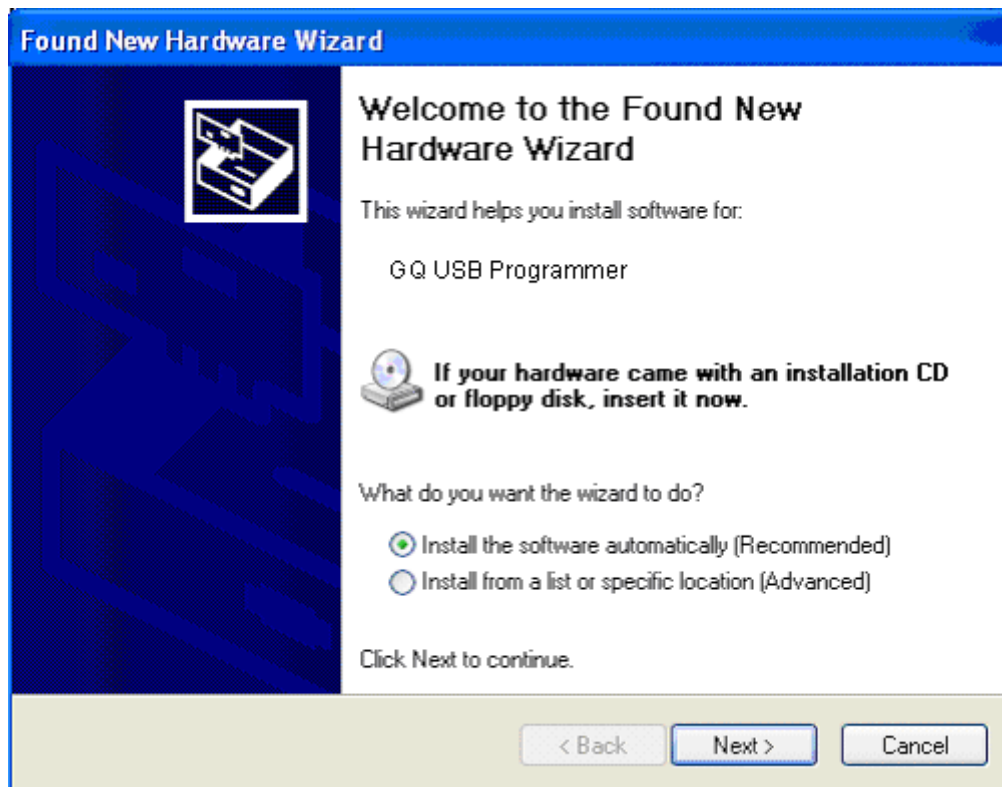 Found New Hardware Wizard
Welcome to the Found New
Hardware Wizard
This wizard helps you install software for:
GQ USB Programmer
If your hardware came with an installation CD
or floppy disk, insert it now.
What do you want the wizard to do?
Install the software automatically (Recommended)
Install from a list or specific location (Advanced)
Click Next to continue.
< Back
Next >
Cancel